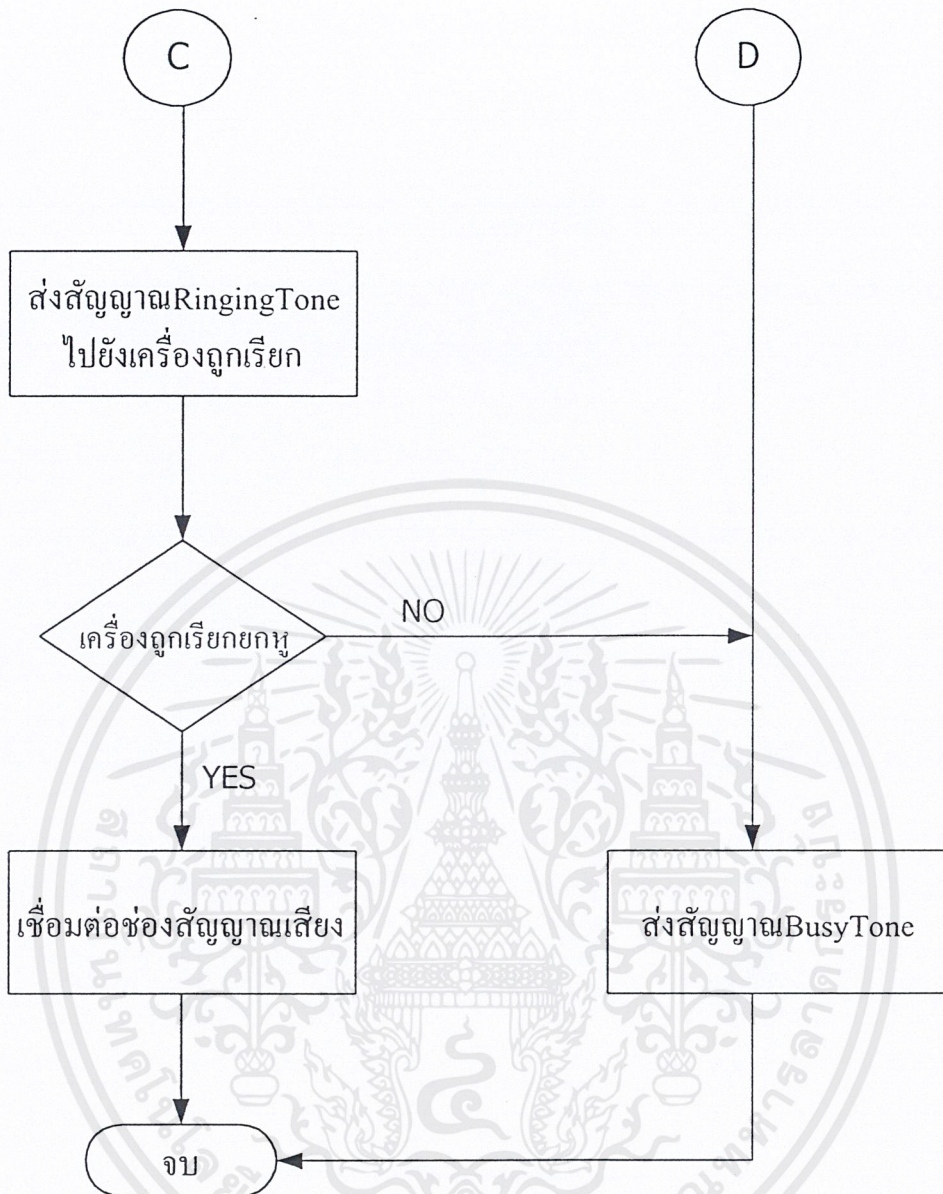 C
D
ส่งสัญญาณRingingTone
ไปยังเครื่องถูกเรียก
เครื่องถูกเรียกยกหู
NO
YES
เชื่อมต่อช่องสัญญาณเสียง
ส่งสัญญาณBusyTone
จบ